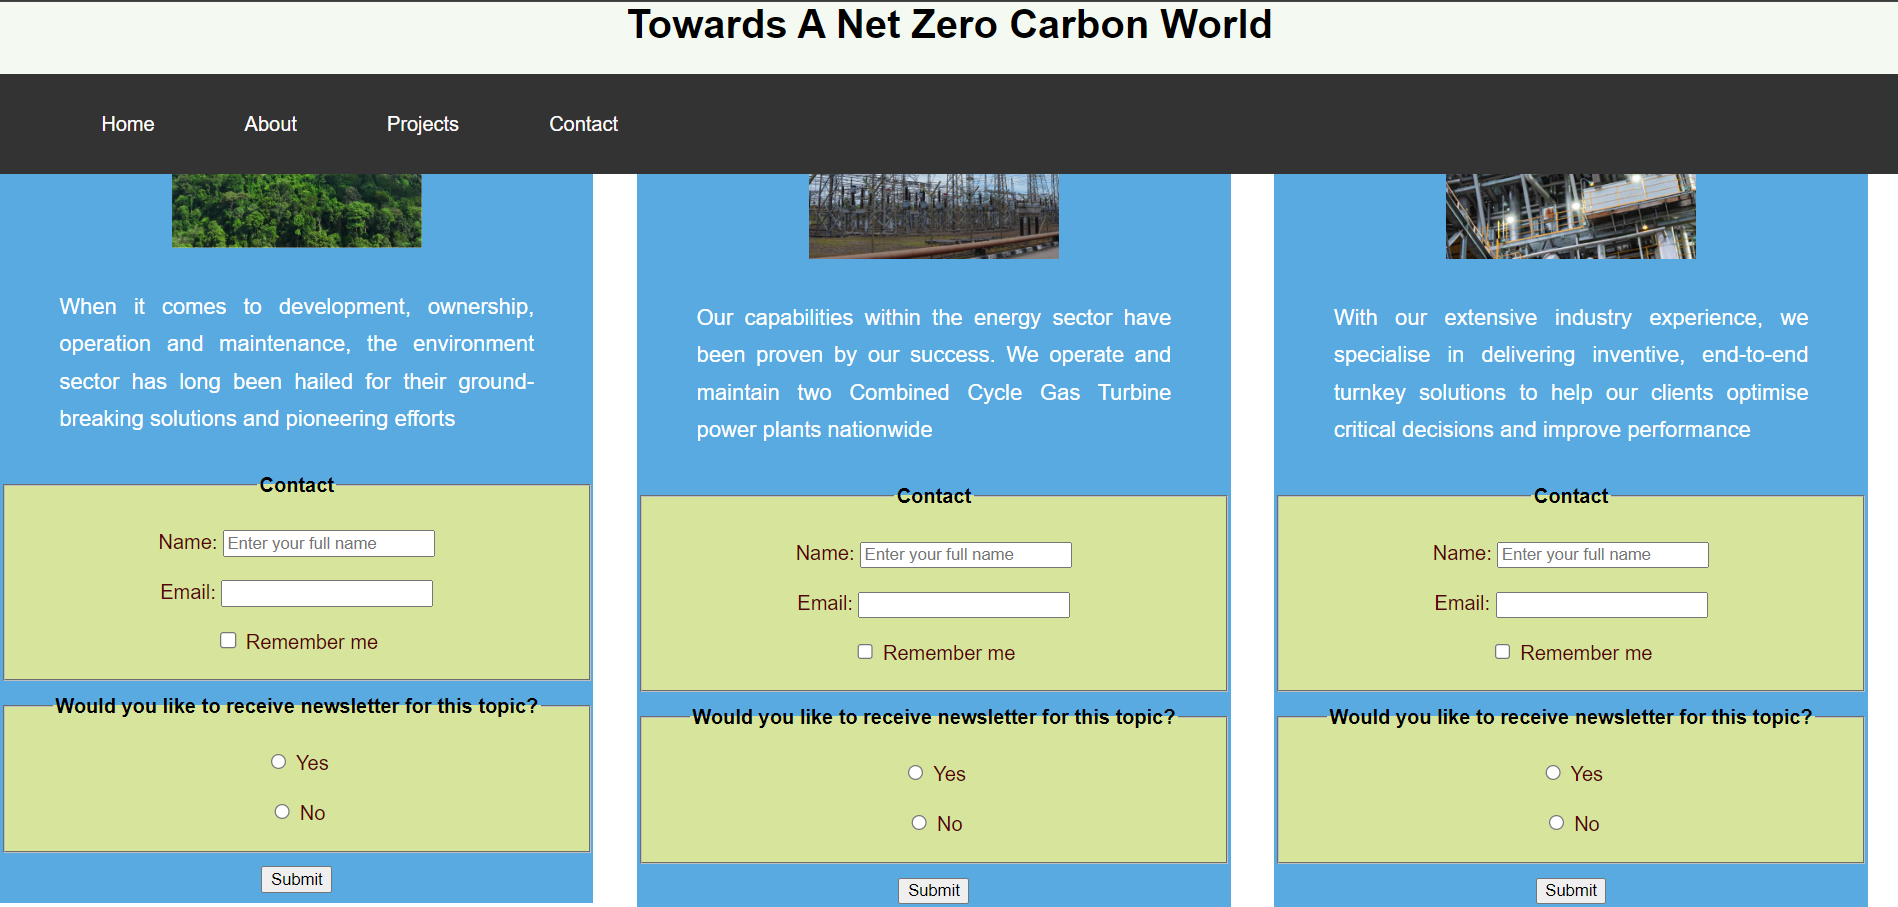 Towards A Net Zero Carbon World
Home About Projects Contact
When it comes to development, ownership,
operation and maintenance, the environment
sector has long been hailed for their ground-
breaking solutions and pioneering efforts
Contact
Name: Enter your full name
Email:
Remember me
Would you like to receive newsletter for this topic?
Yes
No
Submit
Our capabilities within the energy sector have
been proven by our success. We operate and
maintain two Combined Cycle Gas Turbine
power plants nationwide
Contact
Name: Enter your full name
Email:
Remember me
Would you like to receive newsletter for this topic?
Yes
No
Submit
With our extensive industry experience, we
specialise in delivering inventive, end-to-end
turnkey solutions to help our clients optimise
critical decisions and improve performance
Contact
Name: Enter your full name
Email:
Remember me
Would you like to receive newsletter for this topic?
Yes
No
Submit